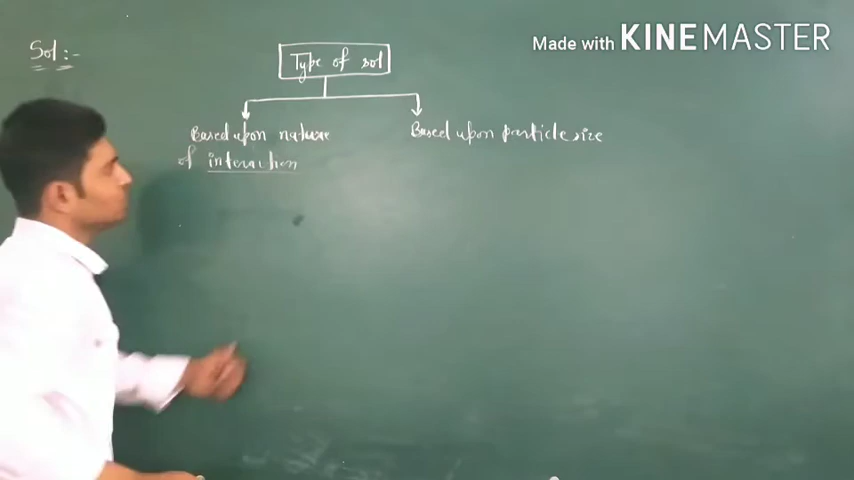 Sol :-
Made with KINEMASTER
Type of sol
Based upon nature
of interaction
Based upon particle size